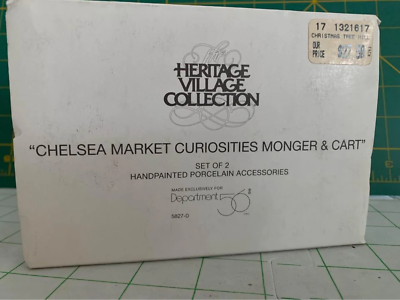 17 1321617
CHRISTMAS TREE HILL
OUR
PRICE
The
HERITAGE
VILLAGE
COLLECTION
"CHELSEA MARKET CURIOSITIES MONGER & CART"
SET OF 2
HANDPAINTED PORCELAIN ACCESSORIES
MADE EXCLUSIVELY FOR
Department 56
5827-0